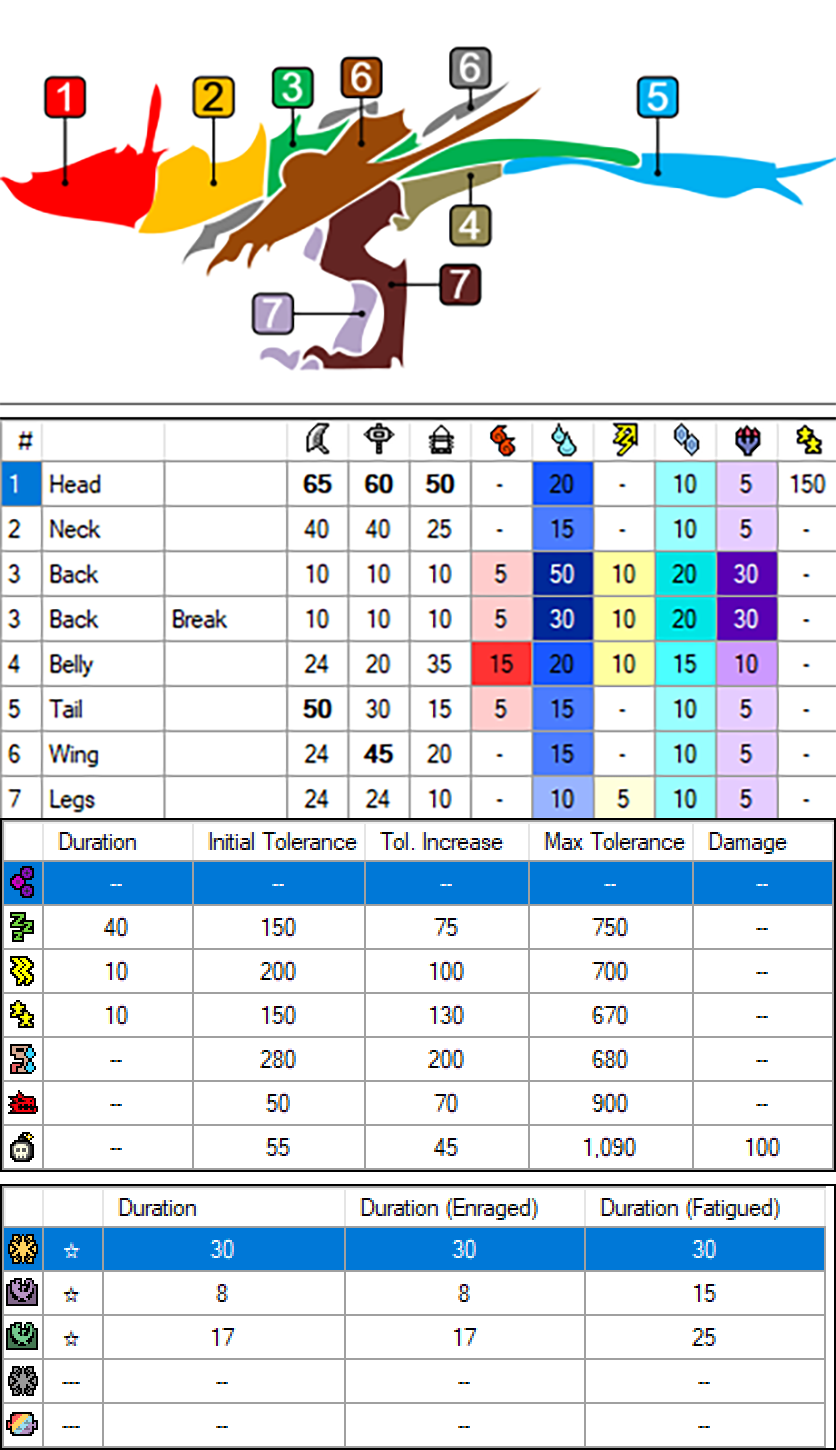 1
2
3
6
6
5
4
7
7
#
1 Head 65 60 50 - 20 - 10 5 150
2 Neck 40 40 25 - 15 - 10 5 -
3 Back 10 10 10 5 50 10 20 30 -
3 Back Break 10 10 10 5 30 10 20 30 -
4 Belly 24 20 35 15 20 10 15 10 -
5 Tail 50 30 15 5 15 - 10 5 -
6 Wing 24 45 20 - 15 - 10 5 -
7 Legs 24 24 10 - 10 5 10 5 -
Duration Initial Tolerance Tol. Increase Max Tolerance Damage
-- -- -- -- --
40 150 75 750 --
10 200 100 700 --
10 150 130 670 --
-- 280 200 680 --
-- 50 70 900 --
-- 55 45 1,090 100
Duration Duration (Enraged) Duration (Fatigued)
☆ 30 30 30
☆ 8 8 15
☆ 17 17 25
--- -- -- --
--- -- -- --